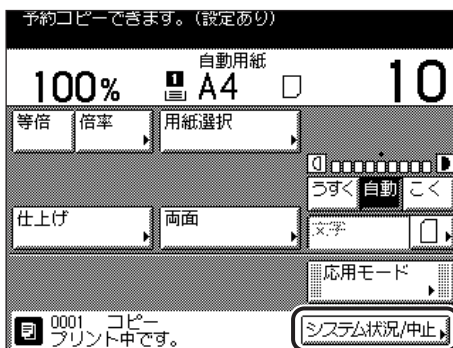 予約コピーできます。(設定あり)
自動用紙
100% 1 A4 10
等倍 倍率 用紙選択
うすく 自動 こく
仕上げ 両面 文字
応用モード
0001 コピー
プリント中です。 システム状況/中止